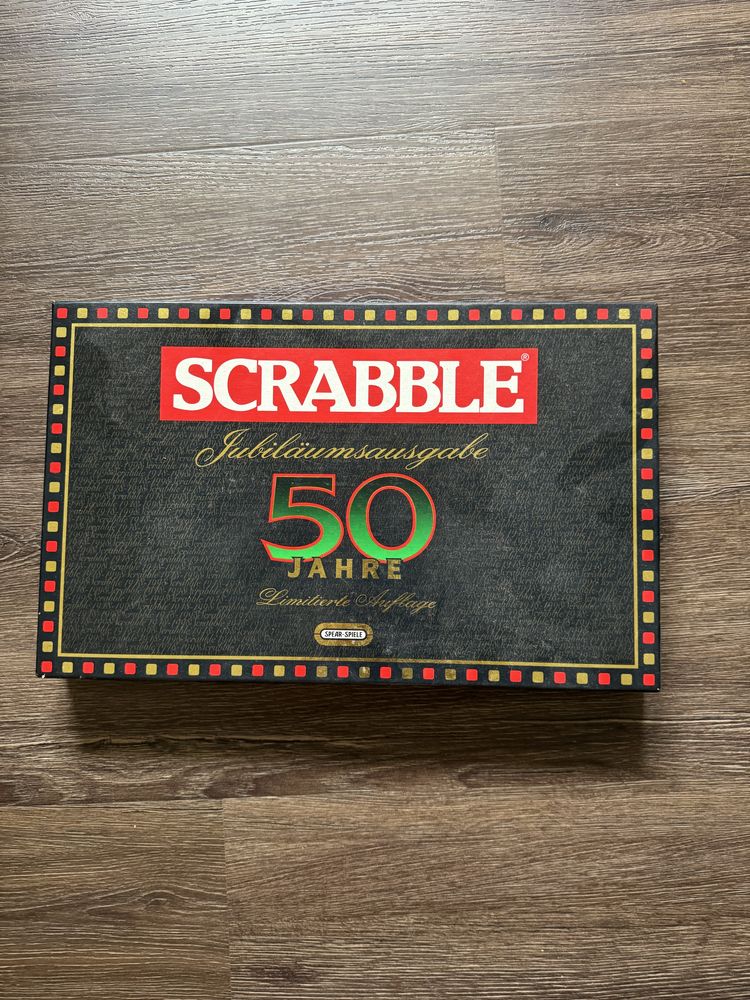 SCRABBLE®
Jubiläumsausgabe
50
JAHRE
Limitierte Auflage
SPEAR-SPIELE